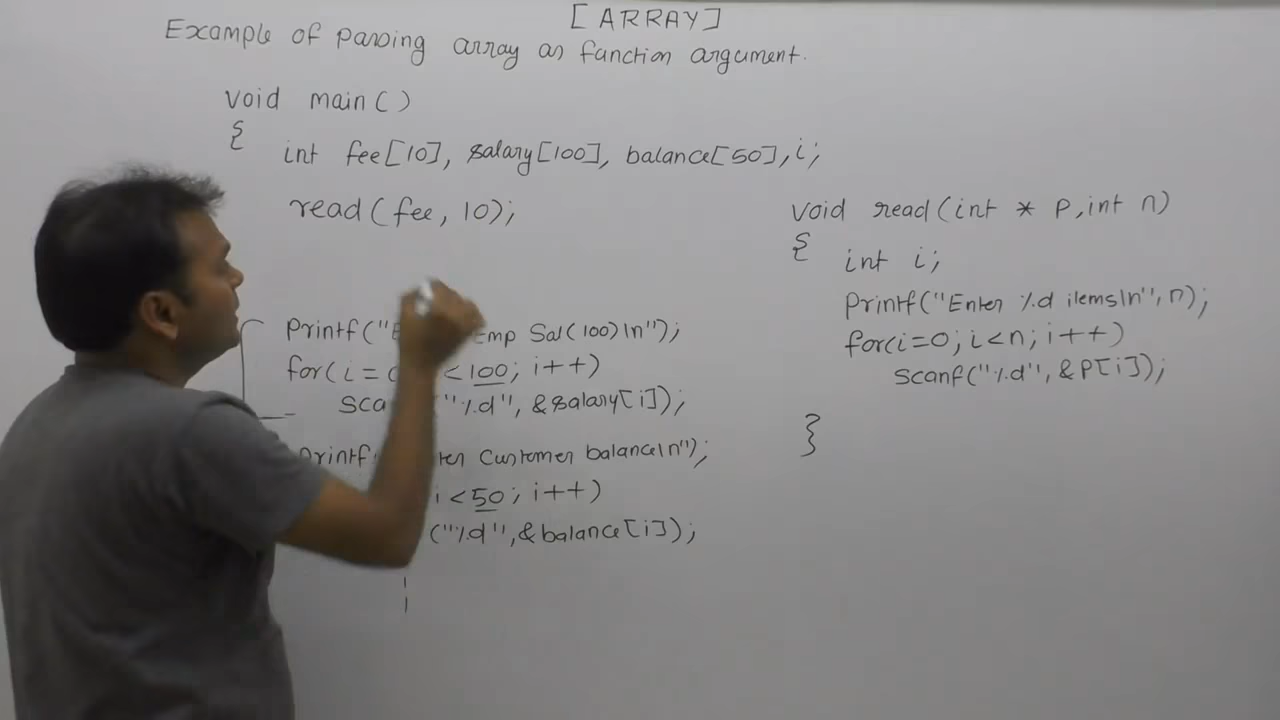 [ARRAY]
Example of passing array as function argument.
void main()
{
int fee[10], salary[100], balance[50], i;
read(fee, 10);
printf("E Emp Sal(100)\n");
for(i=0 <100; i++)
sca ("%d", &salary[i]);
printf ter Customer balance\n");
i<50; i++)
("%d", &balance[i]);
void read(int * P, int n)
{
int i;
printf("Enter %d items\n", n);
for(i=0; i<n; i++)
scanf("%d", &P[i]);
}